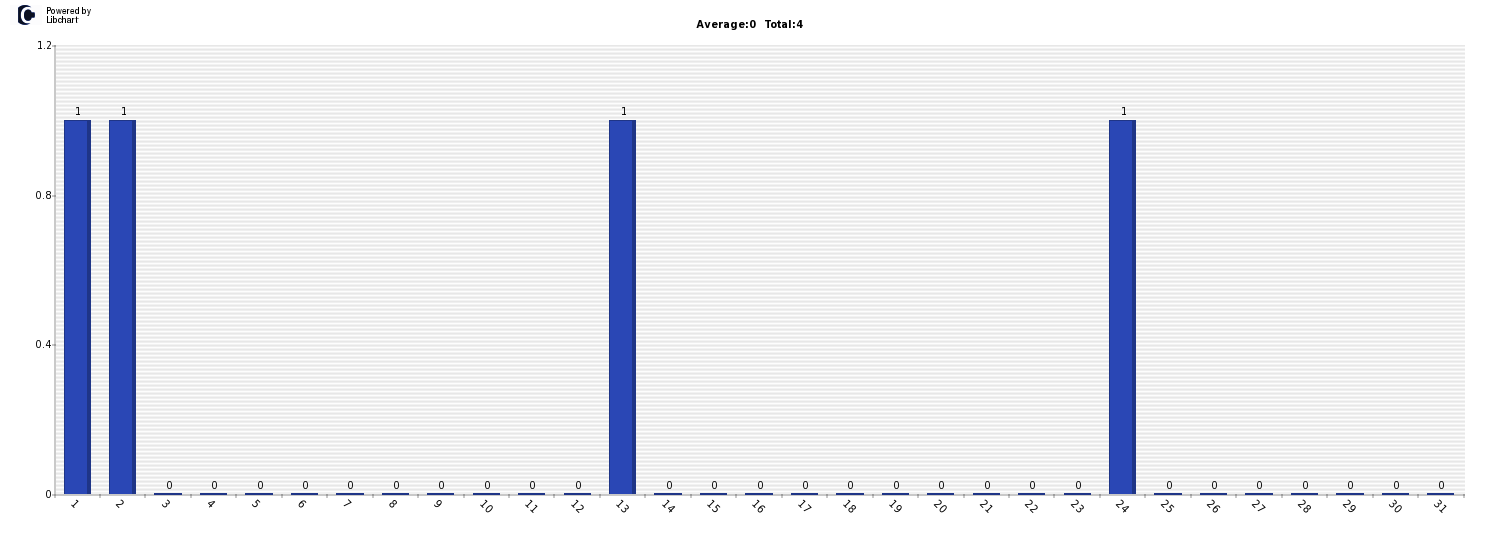 Powered by
Libchart
Average:0 Total:4
1.2
0.8
0.4
0
1 1 0 0 0 0 0 0 0 0 0 0 1 0 0 0 0 0 0 0 0 0 0 1 0 0 0 0 0 0 0
1 2 3 4 5 6 7 8 9 10 11 12 13 14 15 16 17 18 19 20 21 22 23 24 25 26 27 28 29 30 31